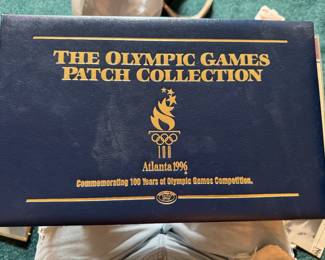 THE OLYMPIC GAMES
PATCH COLLECTION
Atlanta 1996
Commemorating 100 Years of Olympic Games Competition.